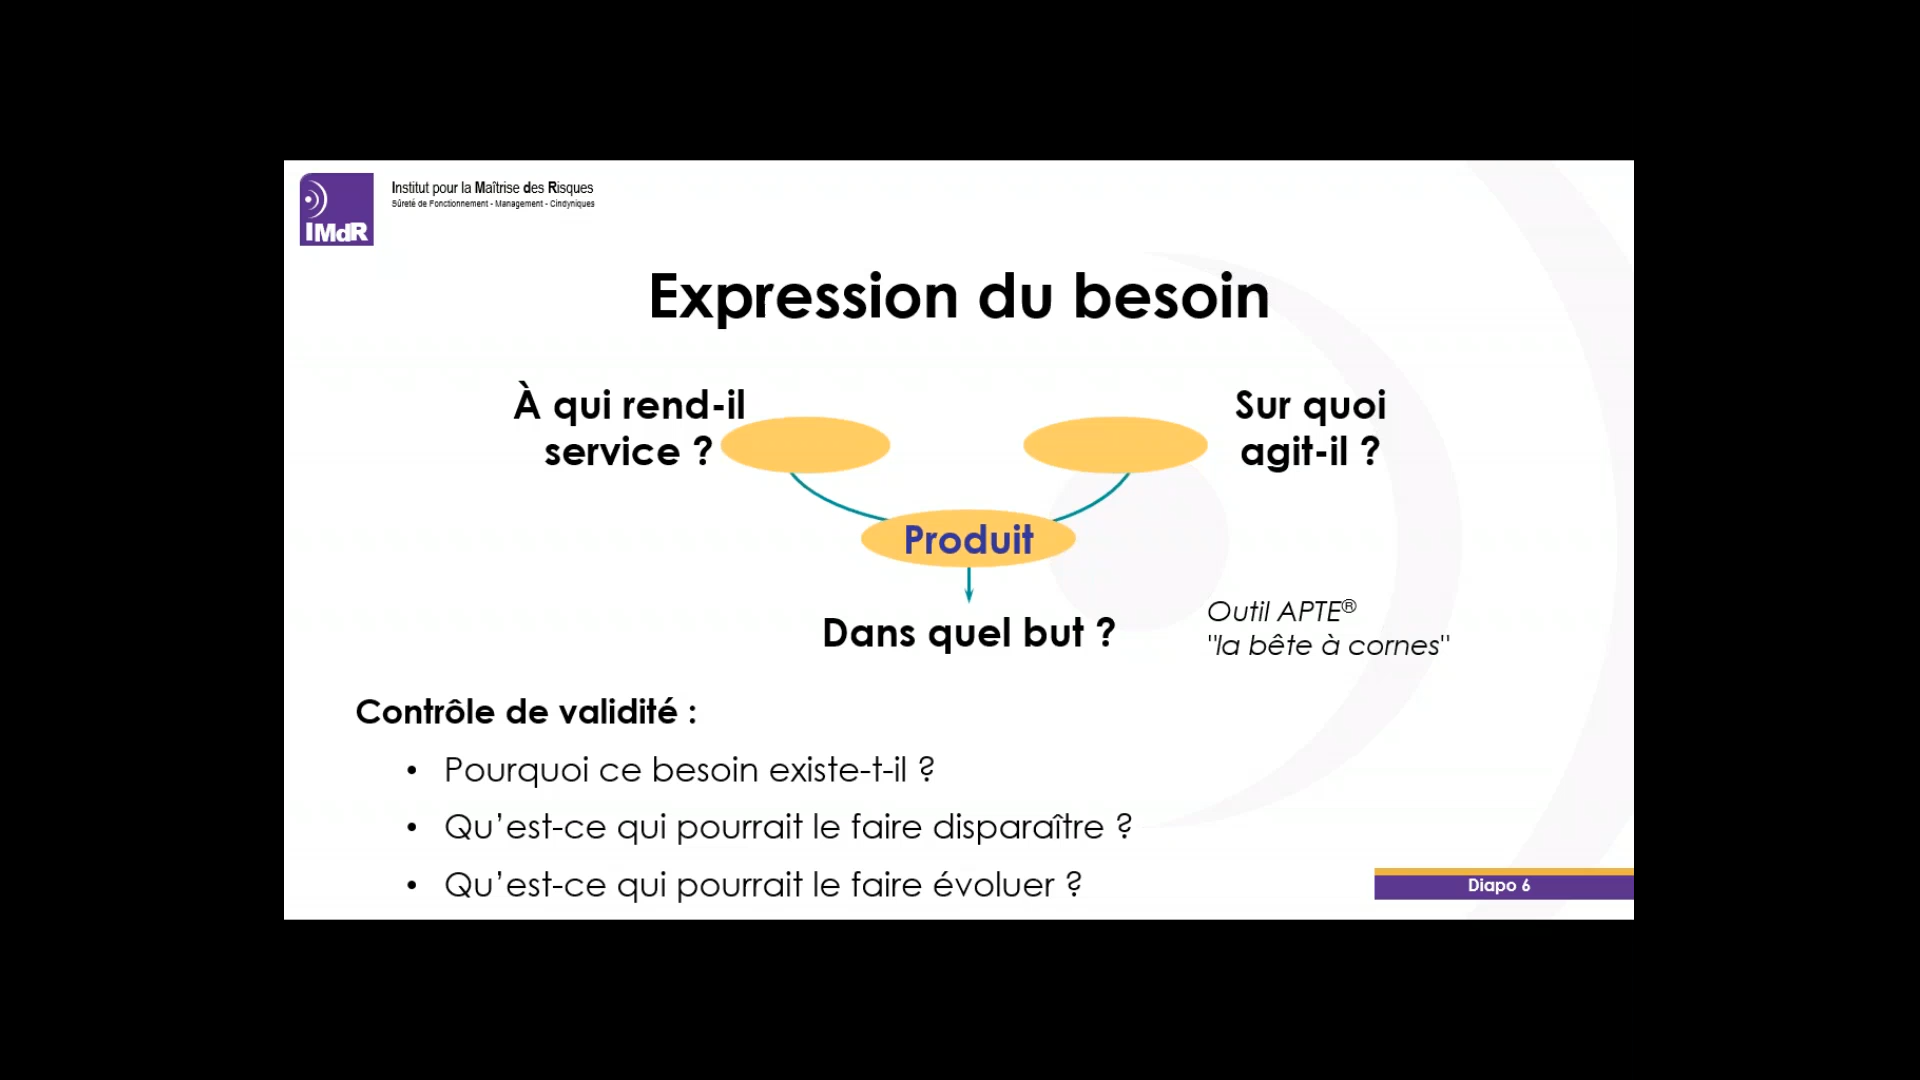 Institut pour la Maîtrise des Risques
Sûreté de Fonctionnement - Management - Cindyniques
IMdR
Expression du besoin
À qui rend-il
service ?
Sur quoi
agit-il ?
Produit
Dans quel but ?
Outil APTE®
"la bête à cornes"
Contrôle de validité :
• Pourquoi ce besoin existe-t-il ?
• Qu’est-ce qui pourrait le faire disparaître ?
• Qu’est-ce qui pourrait le faire évoluer ?
Diapo 6